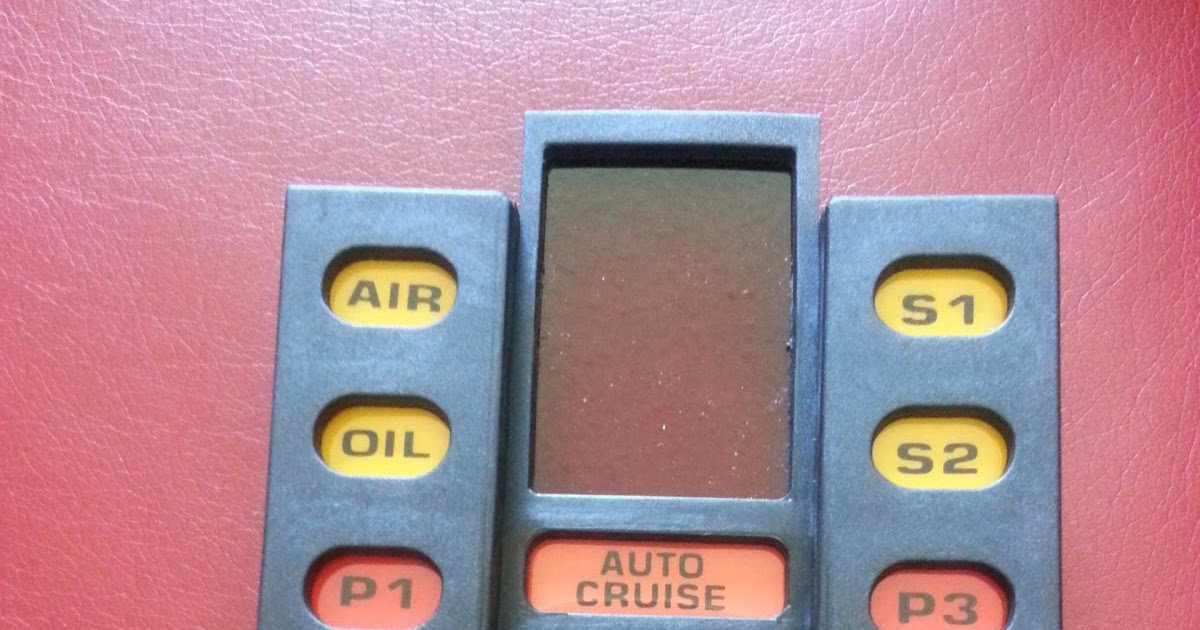 AIR
OIL
P1
AUTO
CRUISE
S1
S2
P3